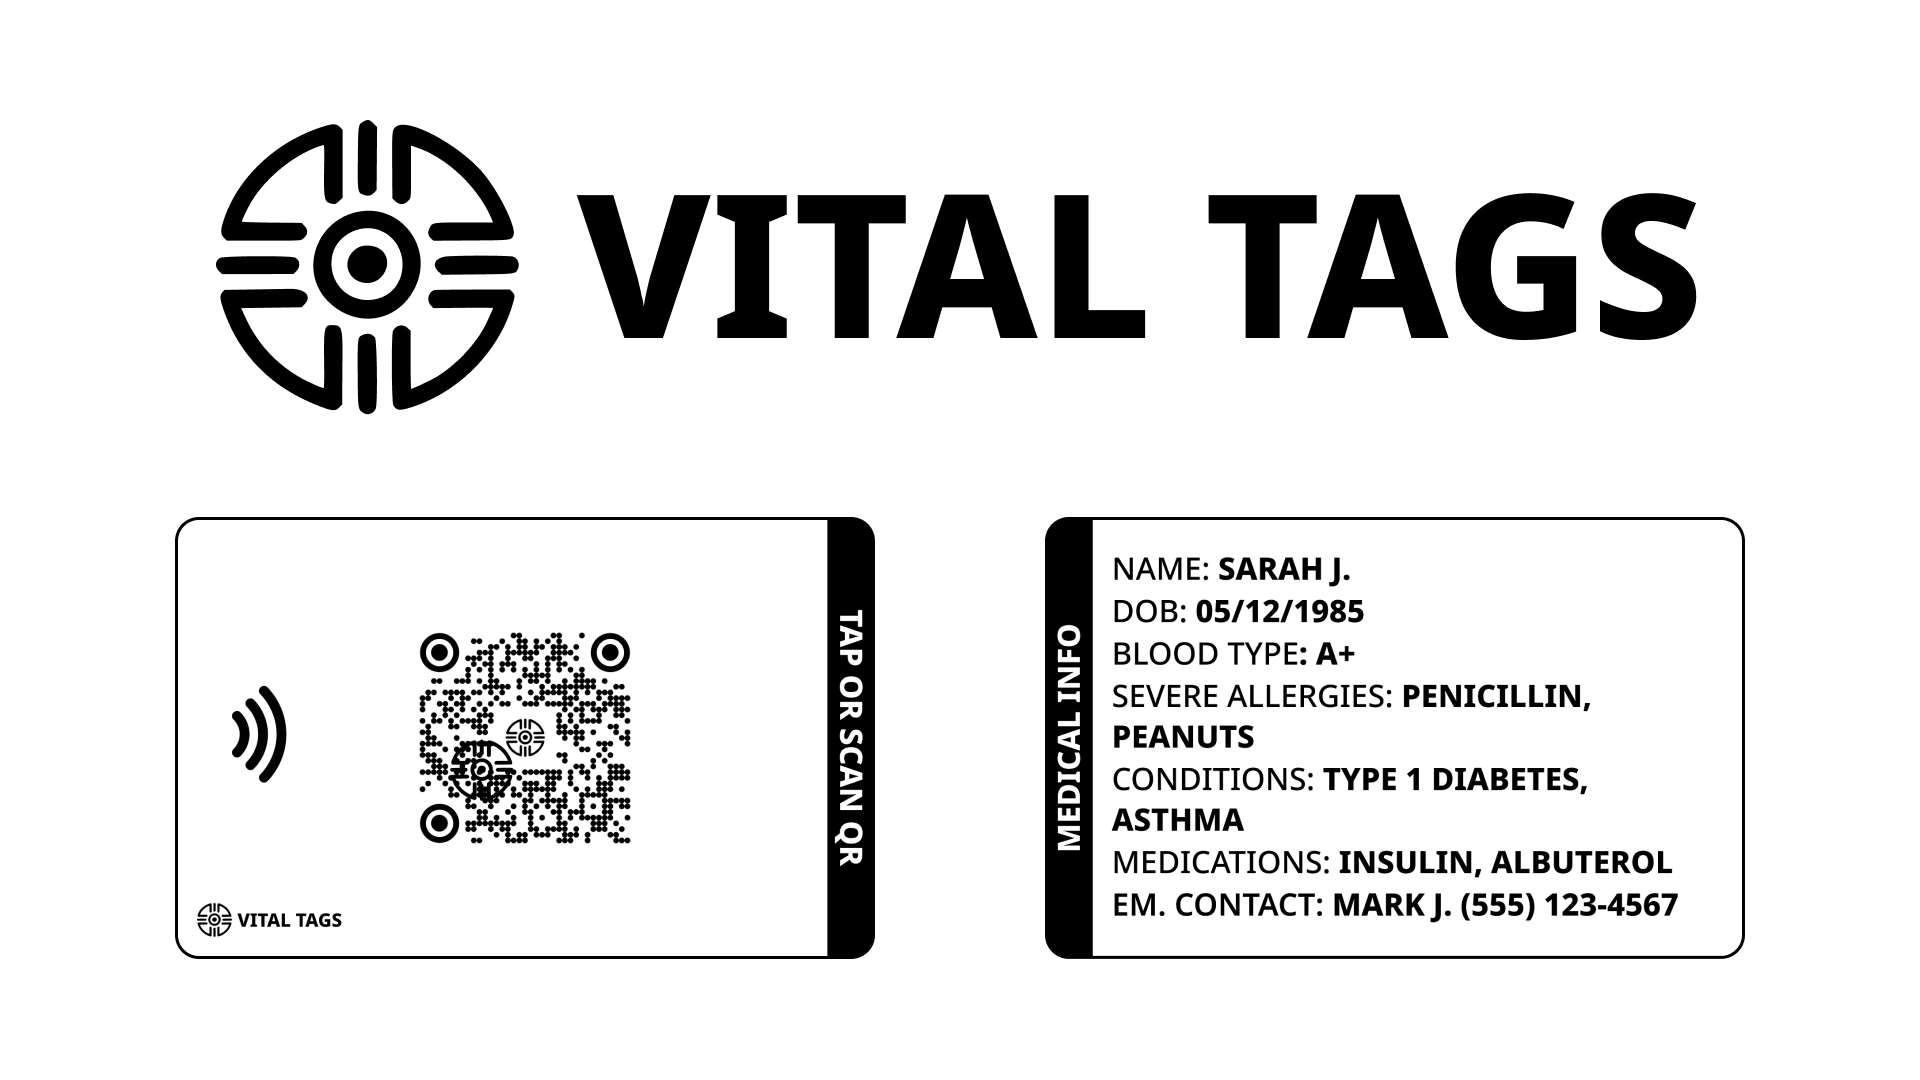 VITAL TAGS
TAP OR SCAN QR
VITAL TAGS
MEDICAL INFO
NAME: SARAH J.
DOB: 05/12/1985
BLOOD TYPE: A+
SEVERE ALLERGIES: PENICILLIN,
PEANUTS
CONDITIONS: TYPE 1 DIABETES,
ASTHMA
MEDICATIONS: INSULIN, ALBUTEROL
EM. CONTACT: MARK J. (555) 123-4567